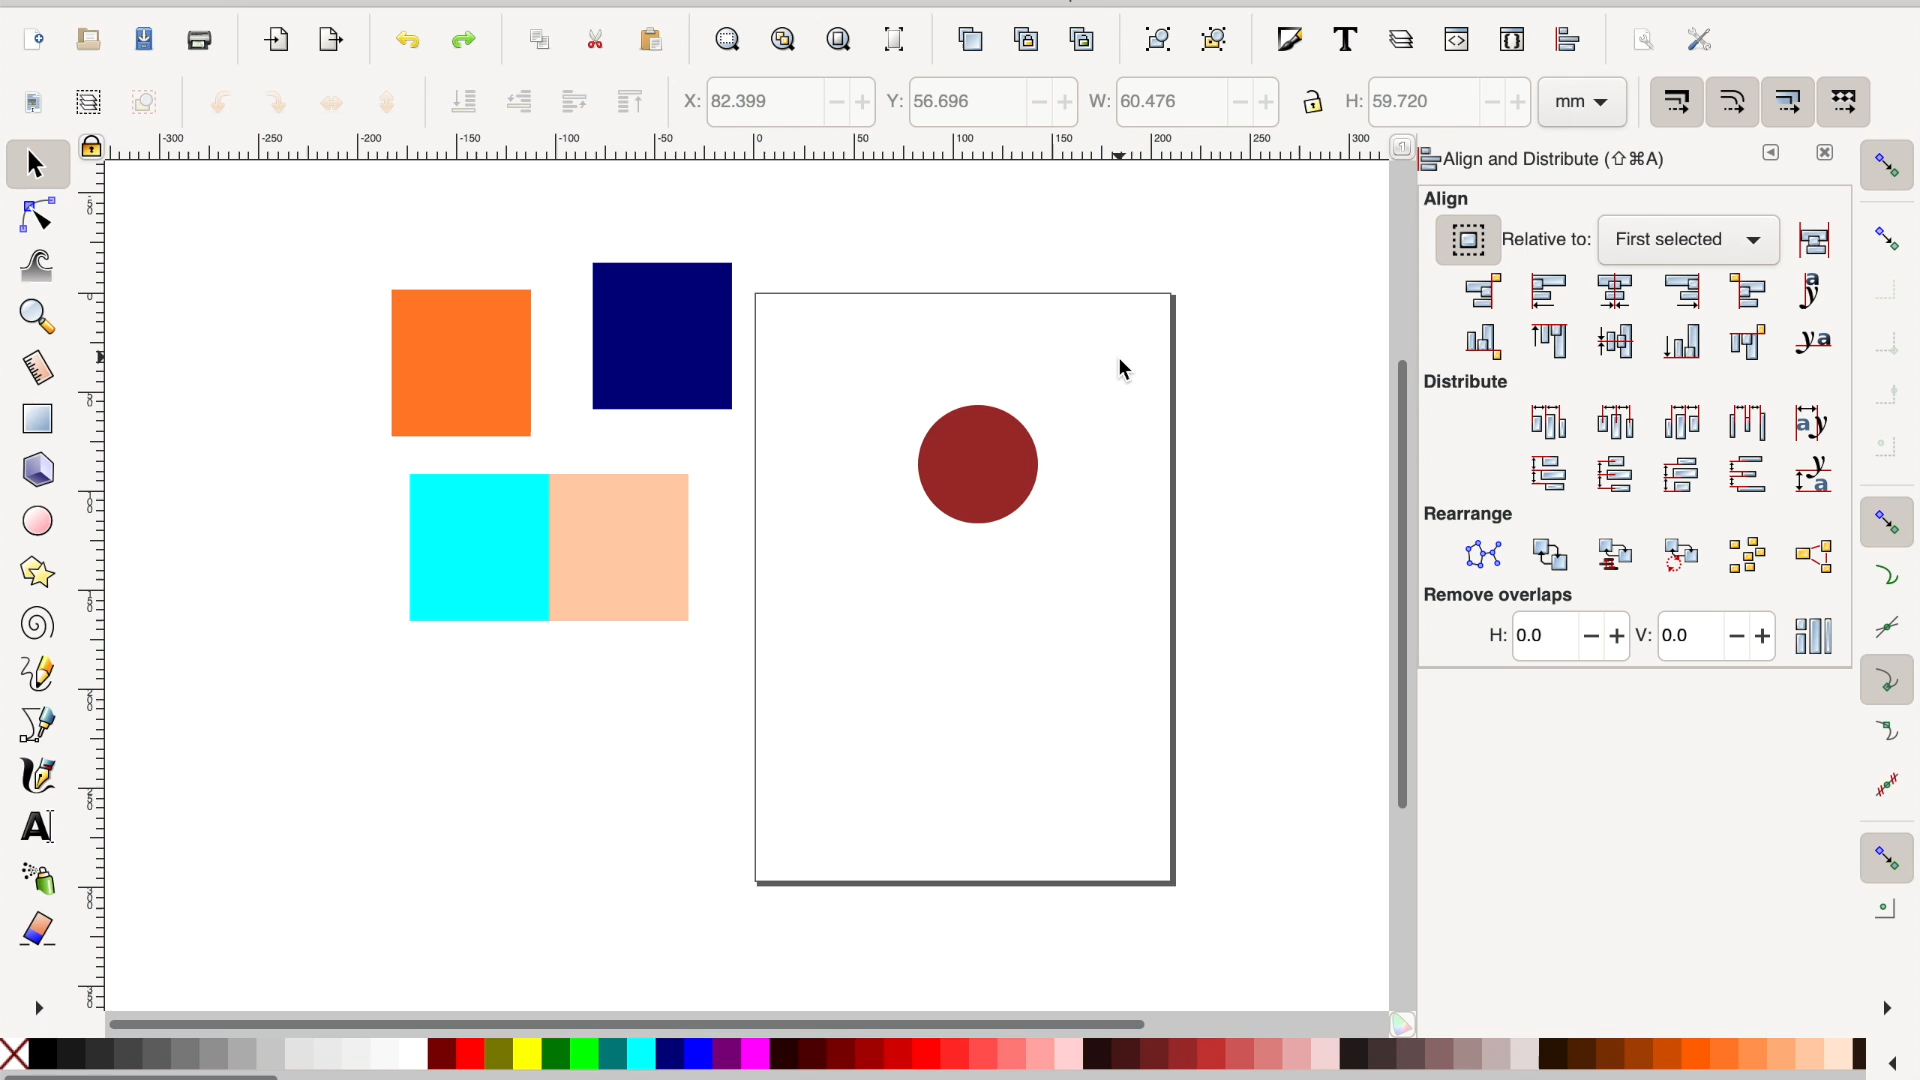 X: 82.399 Y: 56.696 W: 60.476 H: 59.720 mm
-300 -250 -200 -150 -100 -50 0 50 100 150 200 250 300
Align and Distribute (⇧⌘A)
Align
Relative to: First selected
Distribute
Rearrange
Remove overlaps
H: 0.0 V: 0.0